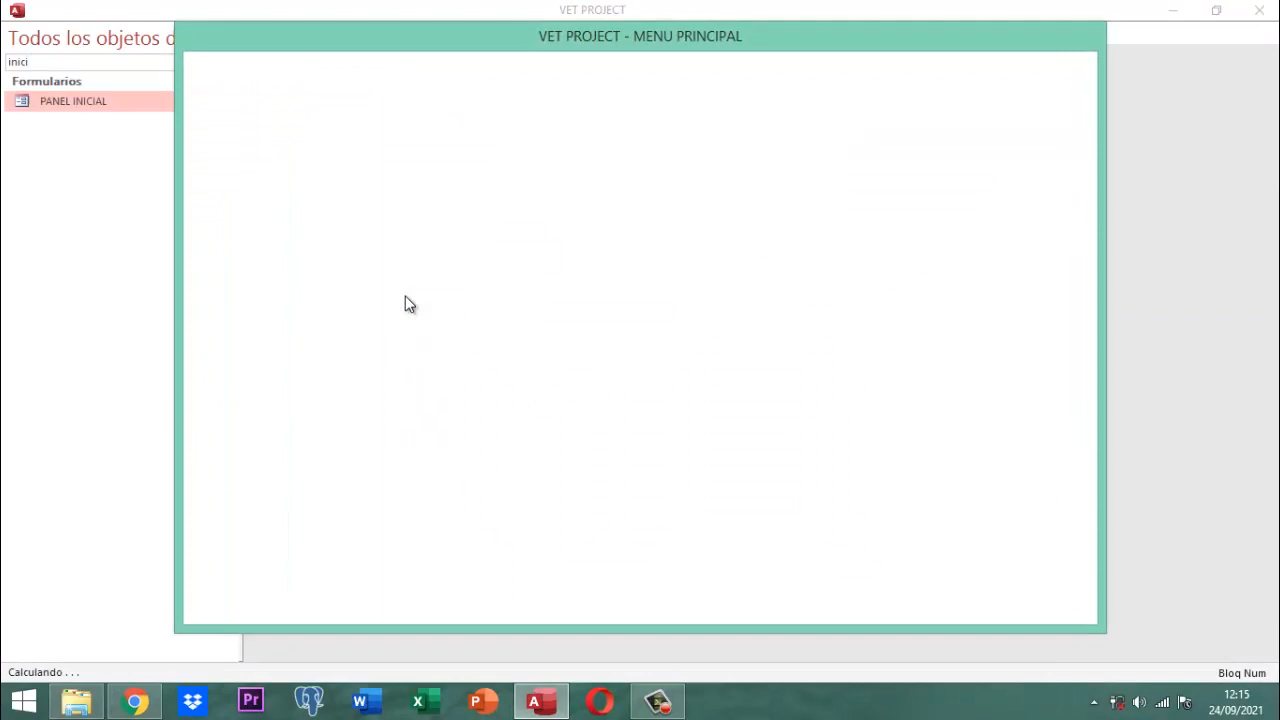 VET PROJECT
Todos los objetos d
VET PROJECT - MENU PRINCIPAL
inici
Formularios
PANEL INICIAL
Calculando . . .
Bloq Num
Pr
W
X
P
A
12:15
24/09/2021